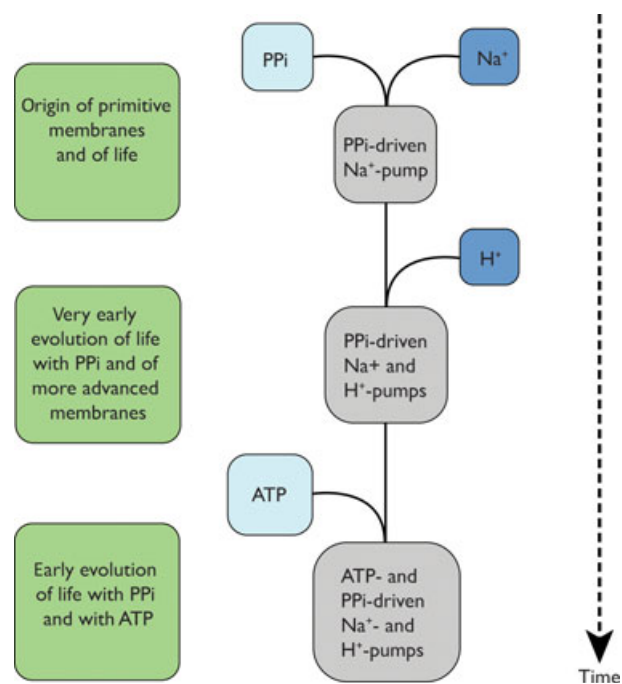 PPi
Na⁺
Origin of primitive
membranes
and of life
PPi-driven
Na⁺-pump
H⁺
Very early
evolution of life
with PPi and of
more advanced
membranes
PPi-driven
Na+ and
H⁺-pumps
ATP
Early evolution
of life with PPi
and with ATP
ATP- and
PPi-driven
Na⁺- and
H⁺-pumps
Time